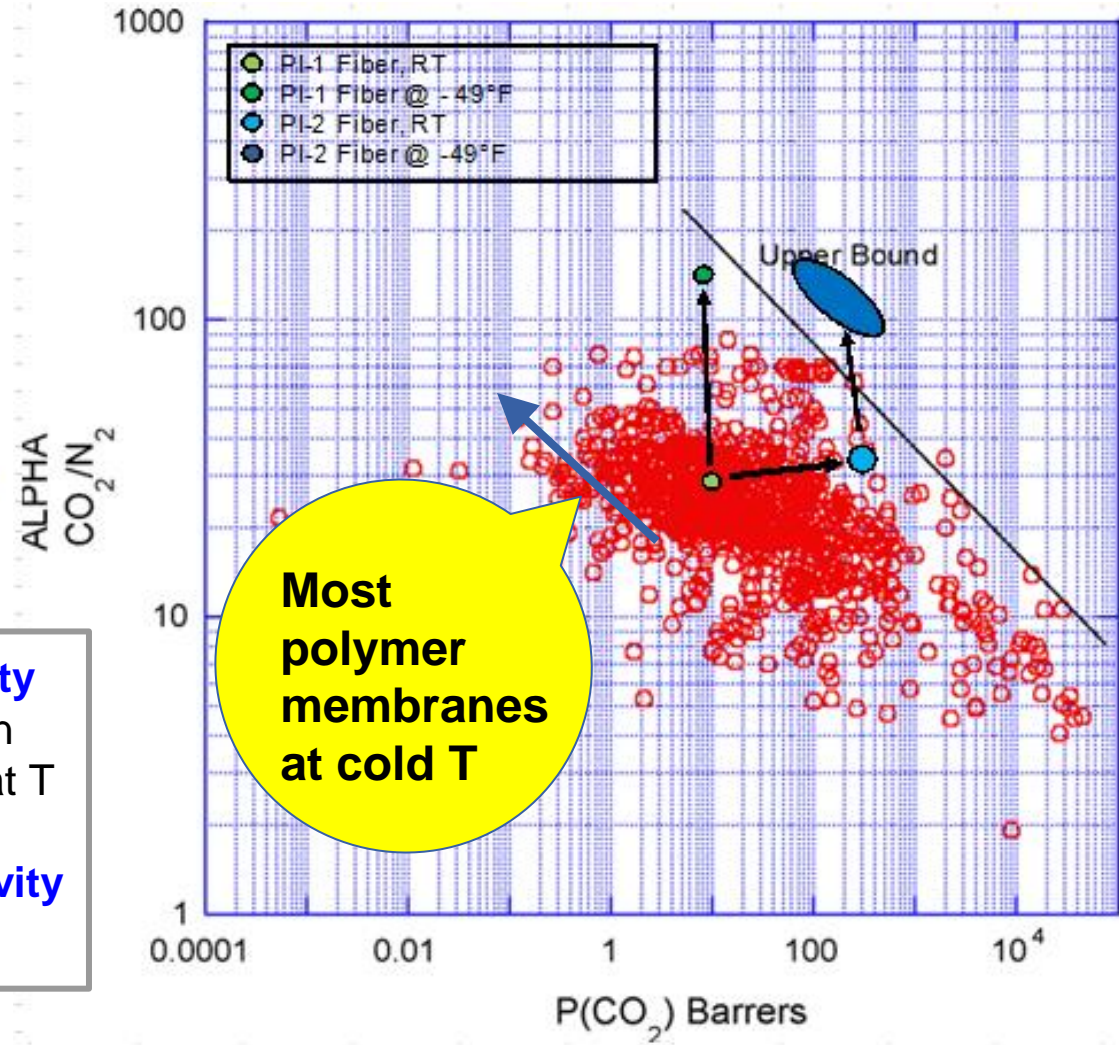 1000
PI-1 Fiber, RT
PI-1 Fiber @ - 49°F
PI-2 Fiber, RT
PI-2 Fiber @ -49°F
Upper Bound
100
ALPHA
CO₂/N₂
10
Most
polymer
membranes
at cold T
ty
n
at T
vity
1
0.0001 0.01 1 100 10⁴
P(CO₂) Barrers